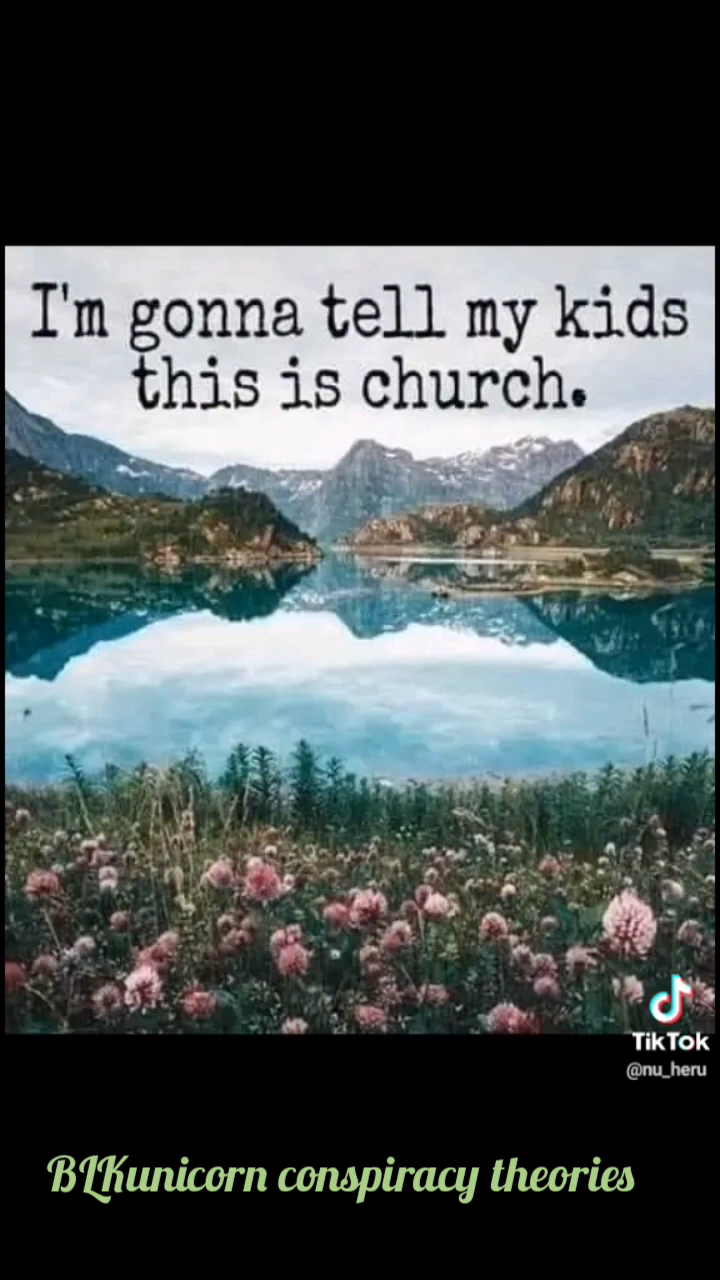 I'm gonna tell my kids
this is church.
TikTok
@nu_heru
BLKunicorn conspiracy theories